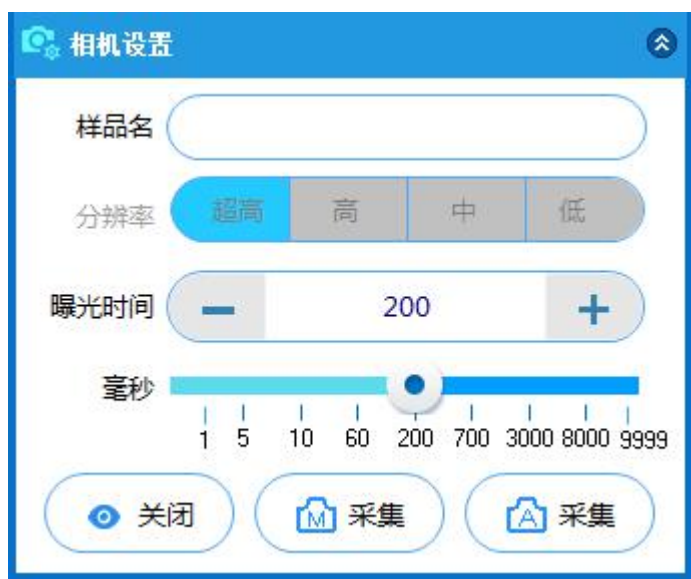 相机设置
样品名
分辨率 超高 高 中 低
曝光时间 200
毫秒
1 5 10 60 200 700 3000 8000 9999
关闭 M 采集 A 采集